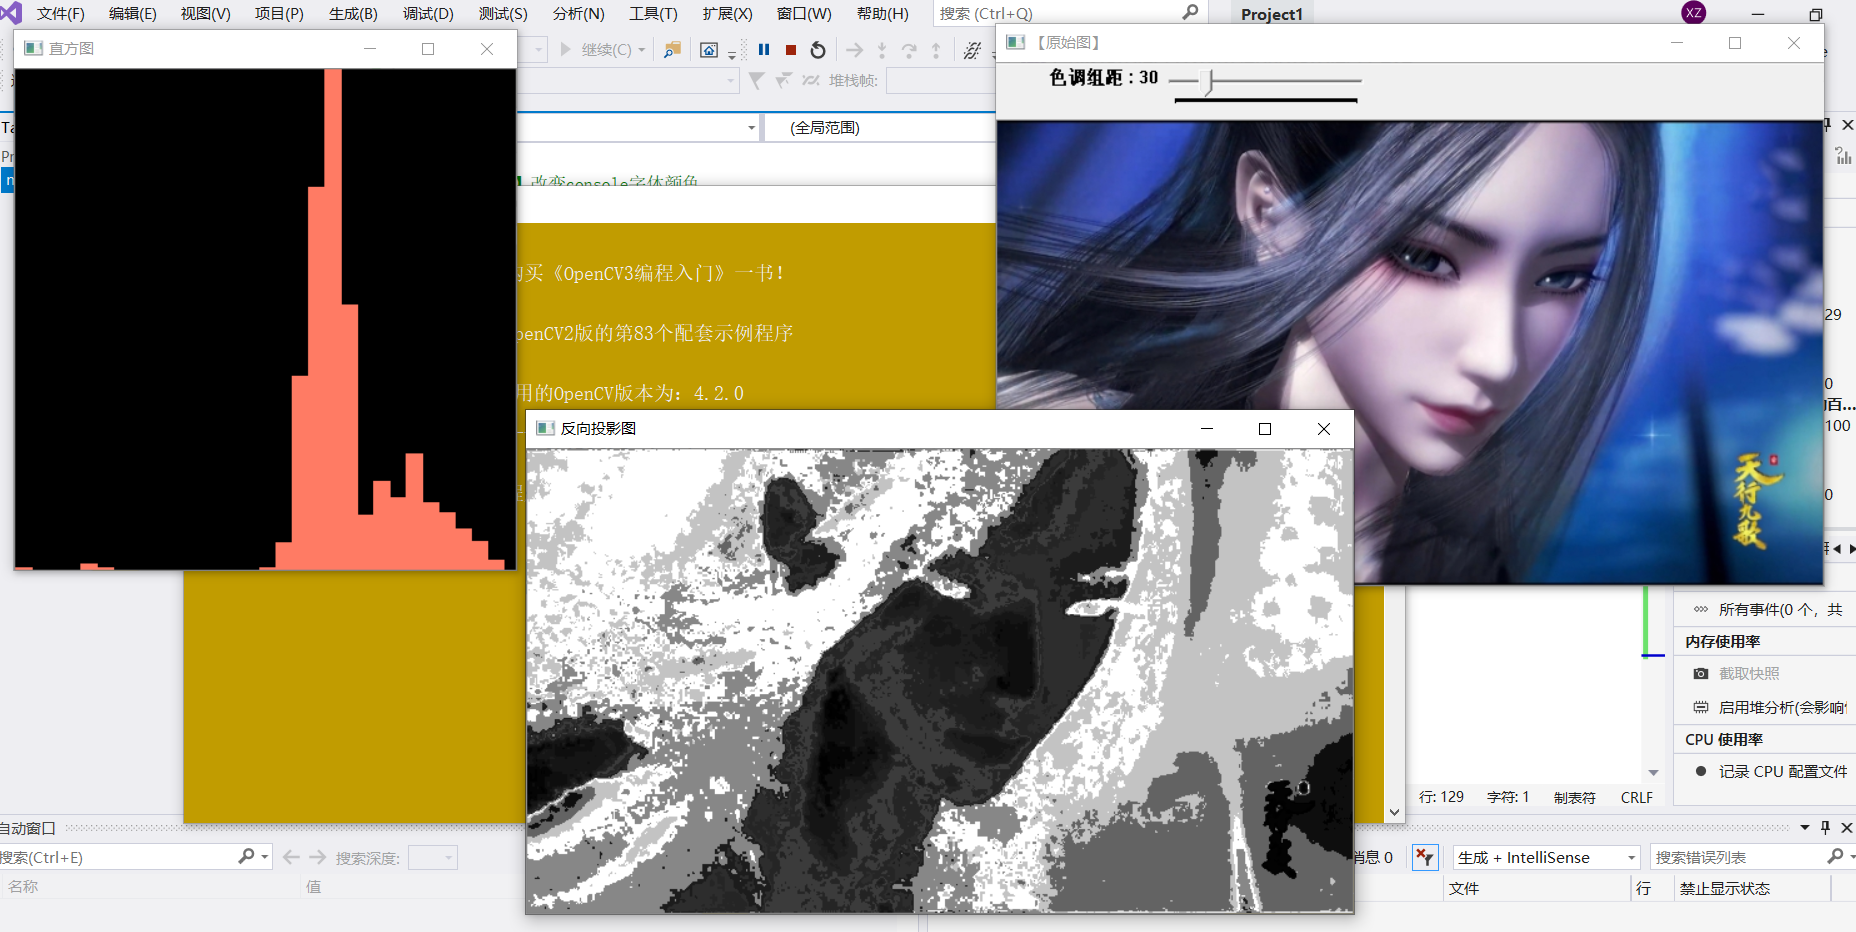 文件(F) 编辑(E) 视图(V) 项目(P) 生成(B) 调试(D) 测试(S) 分析(N) 工具(T) 扩展(X) 窗口(W) 帮助(H) 搜索 (Ctrl+Q) Project1 XZ
直方图
继续(C)
【原始图】
堆栈帧:
色调组距 : 30
(全局范围)
改变console字体颜色
买《OpenCV3编程入门》一书!
penCV2版的第83个配套示例程序
用的OpenCV版本为: 4.2.0
反向投影图
天行九歌
29
0
百...
100
0
所有事件(0 个，共
内存使用率
截取快照
启用堆分析(会影响
CPU 使用率
记录 CPU 配置文件
行: 129 字符: 1 制表符 CRLF
自动窗口
搜索(Ctrl+E) 搜索深度:
消息 0 生成 + IntelliSense 搜索错误列表
名称 值
文件 行 禁止显示状态